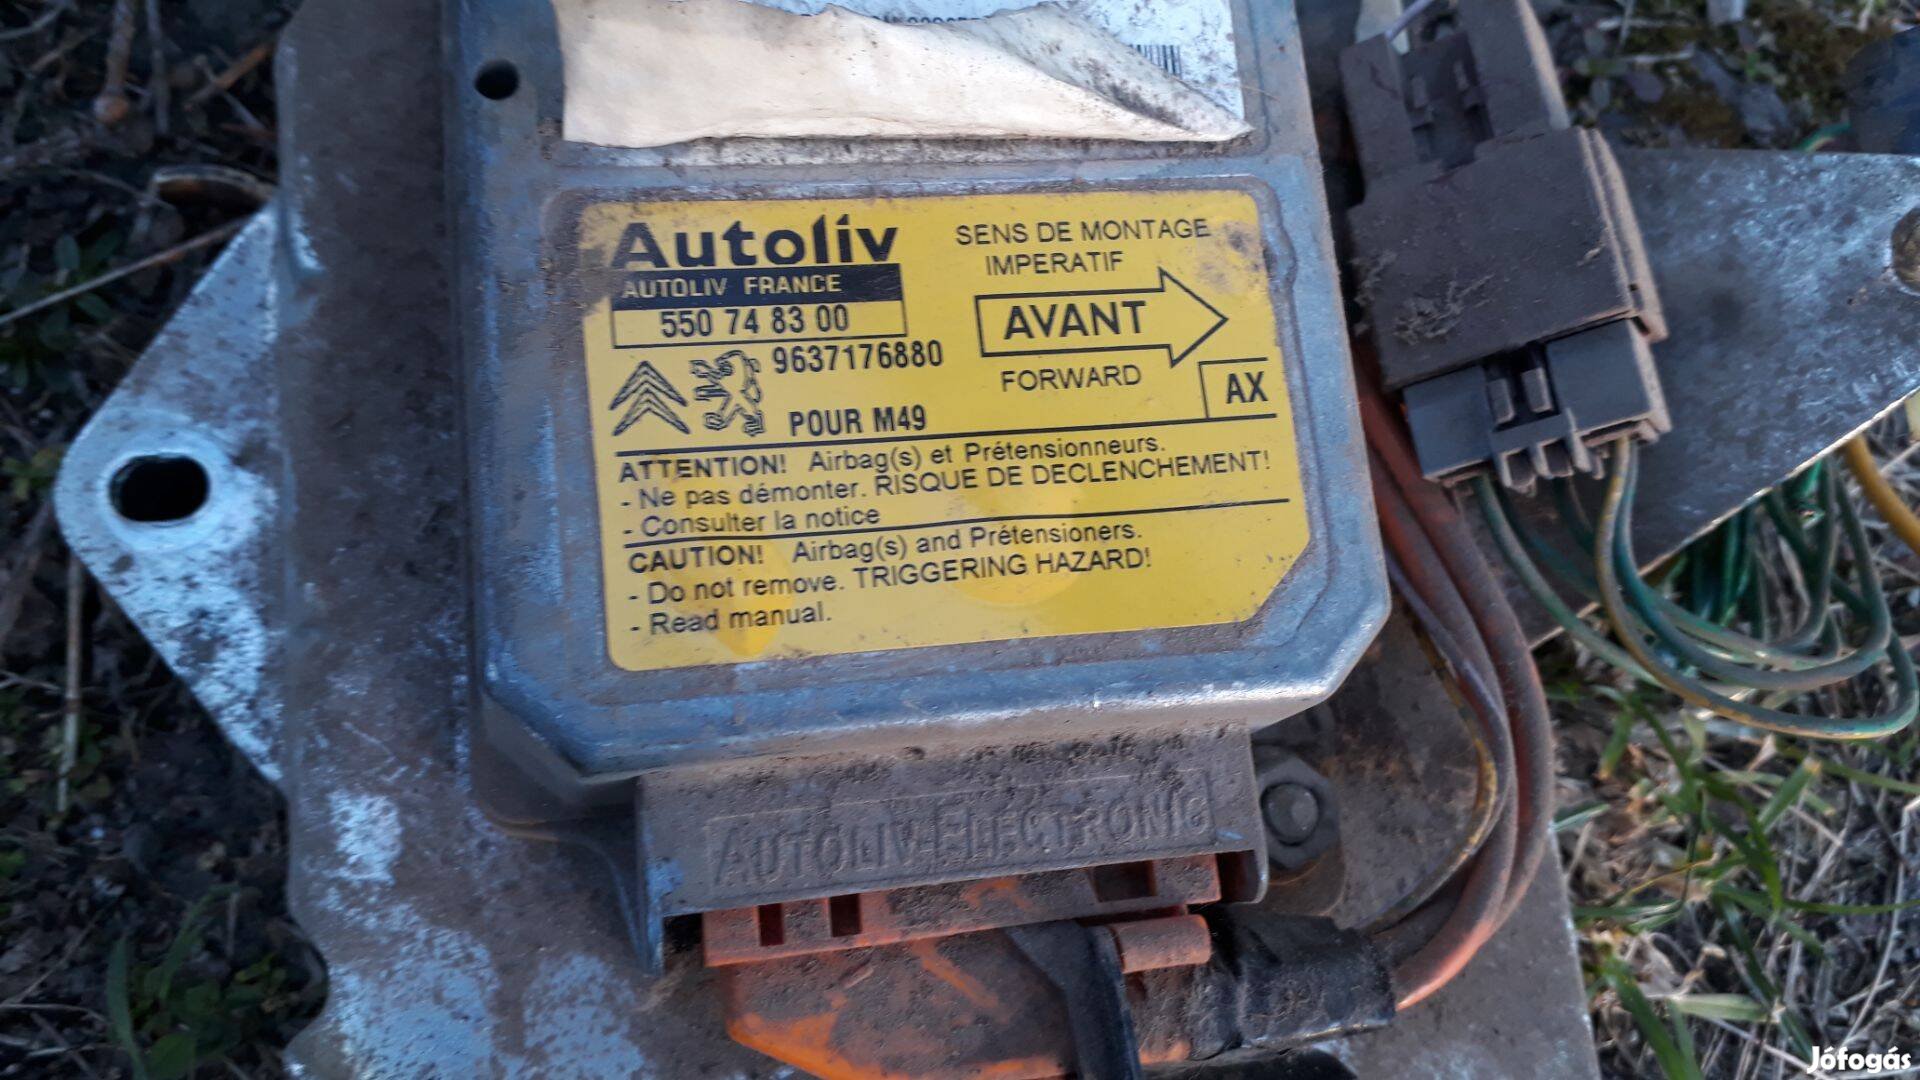 Autoliv
AUTOLIV FRANCE
550 74 83 00
9637176880
POUR M49
SENS DE MONTAGE
IMPERATIF
AVANT
FORWARD
AX
ATTENTION! Airbag(s) et Prétensionneurs.
- Ne pas démonter. RISQUE DE DECLENCHEMENT!
- Consulter la notice
CAUTION! Airbag(s) and Prétensioners.
- Do not remove. TRIGGERING HAZARD!
- Read manual.
AUTOLIV-ELECTRONIC
Jófogás